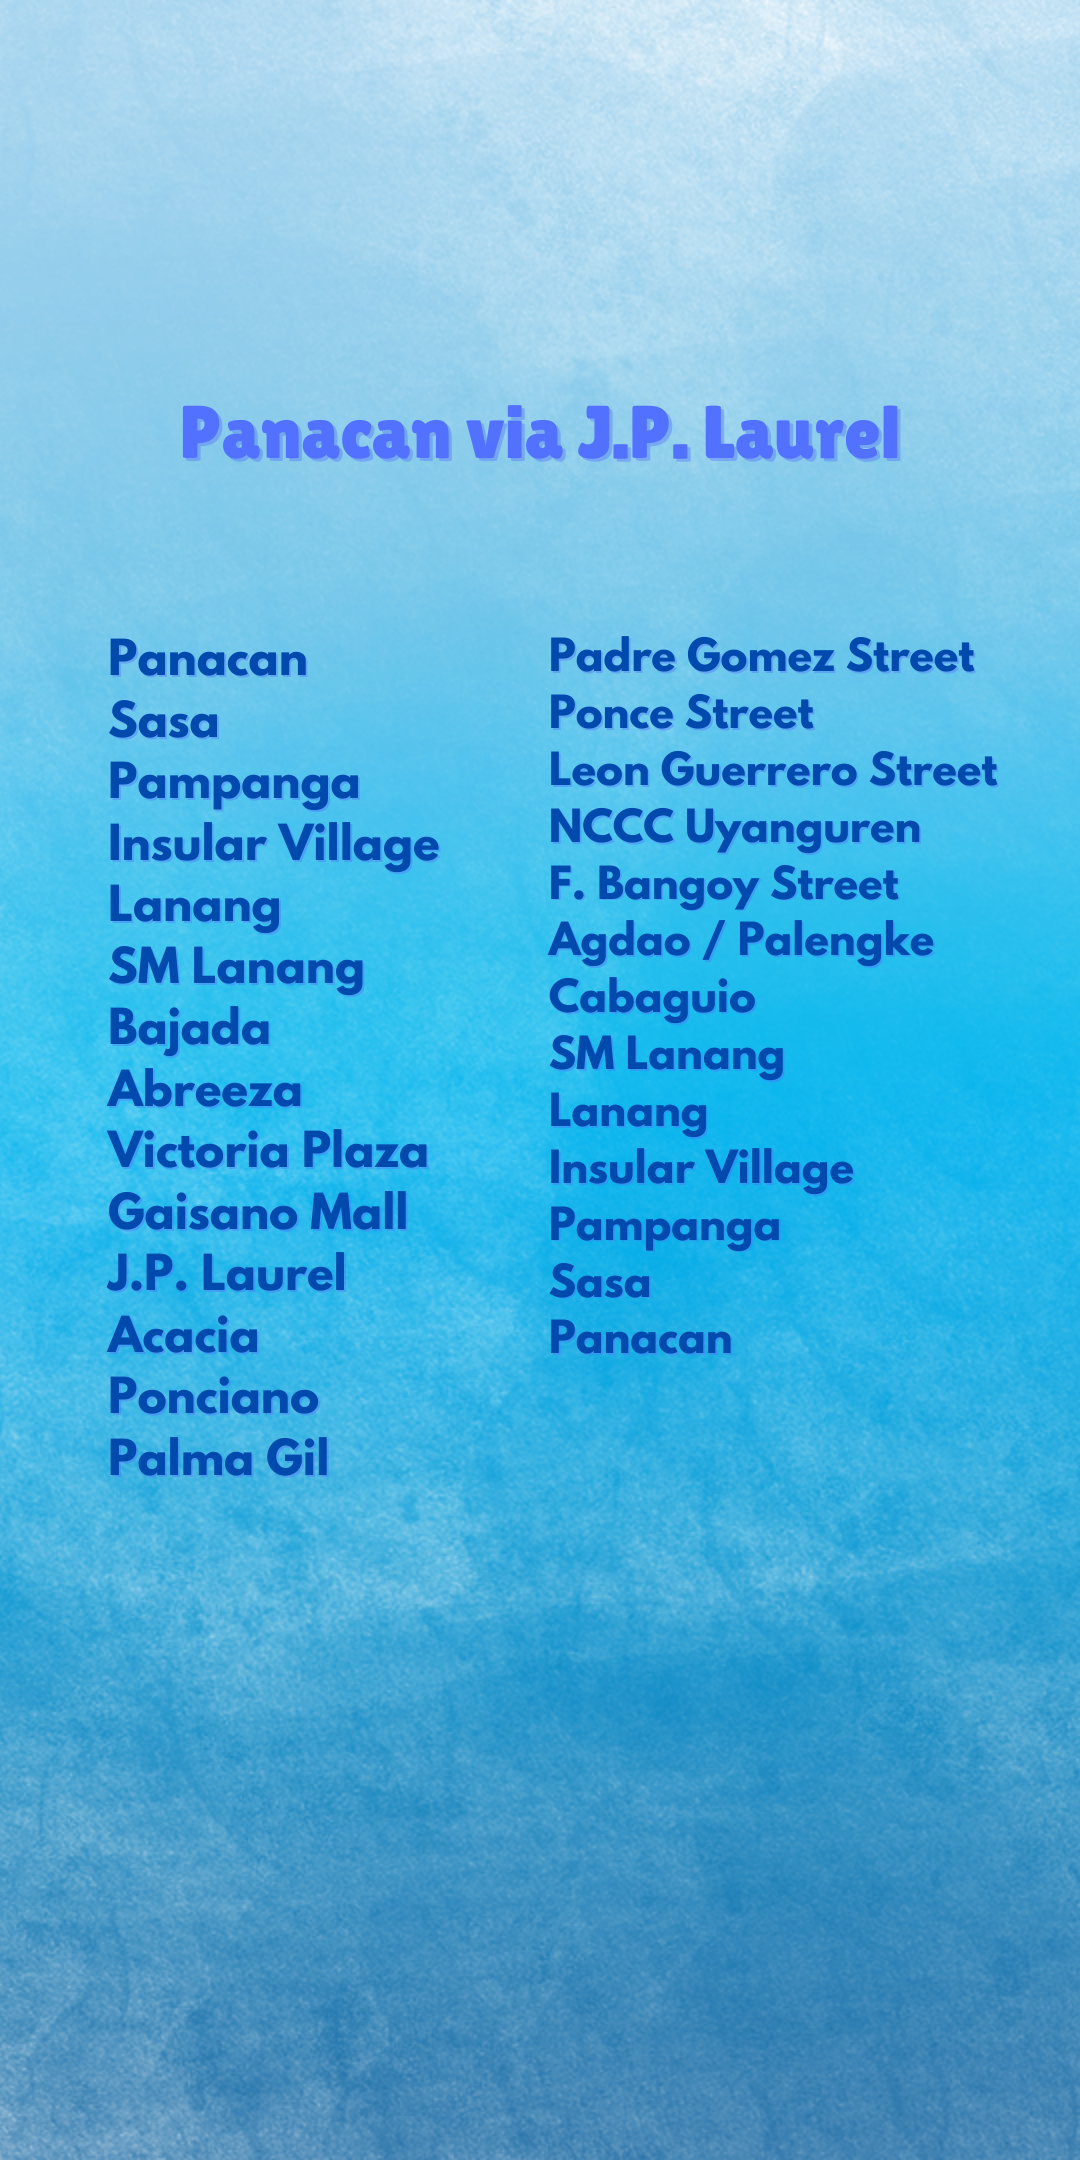 Panacan via J.P. Laurel
Panacan
Sasa
Pampanga
Insular Village
Lanang
SM Lanang
Bajada
Abreeza
Victoria Plaza
Gaisano Mall
J.P. Laurel
Acacia
Ponciano
Palma Gil
Padre Gomez Street
Ponce Street
Leon Guerrero Street
NCCC Uyanguren
F. Bangoy Street
Agdao / Palengke
Cabaguio
SM Lanang
Lanang
Insular Village
Pampanga
Sasa
Panacan